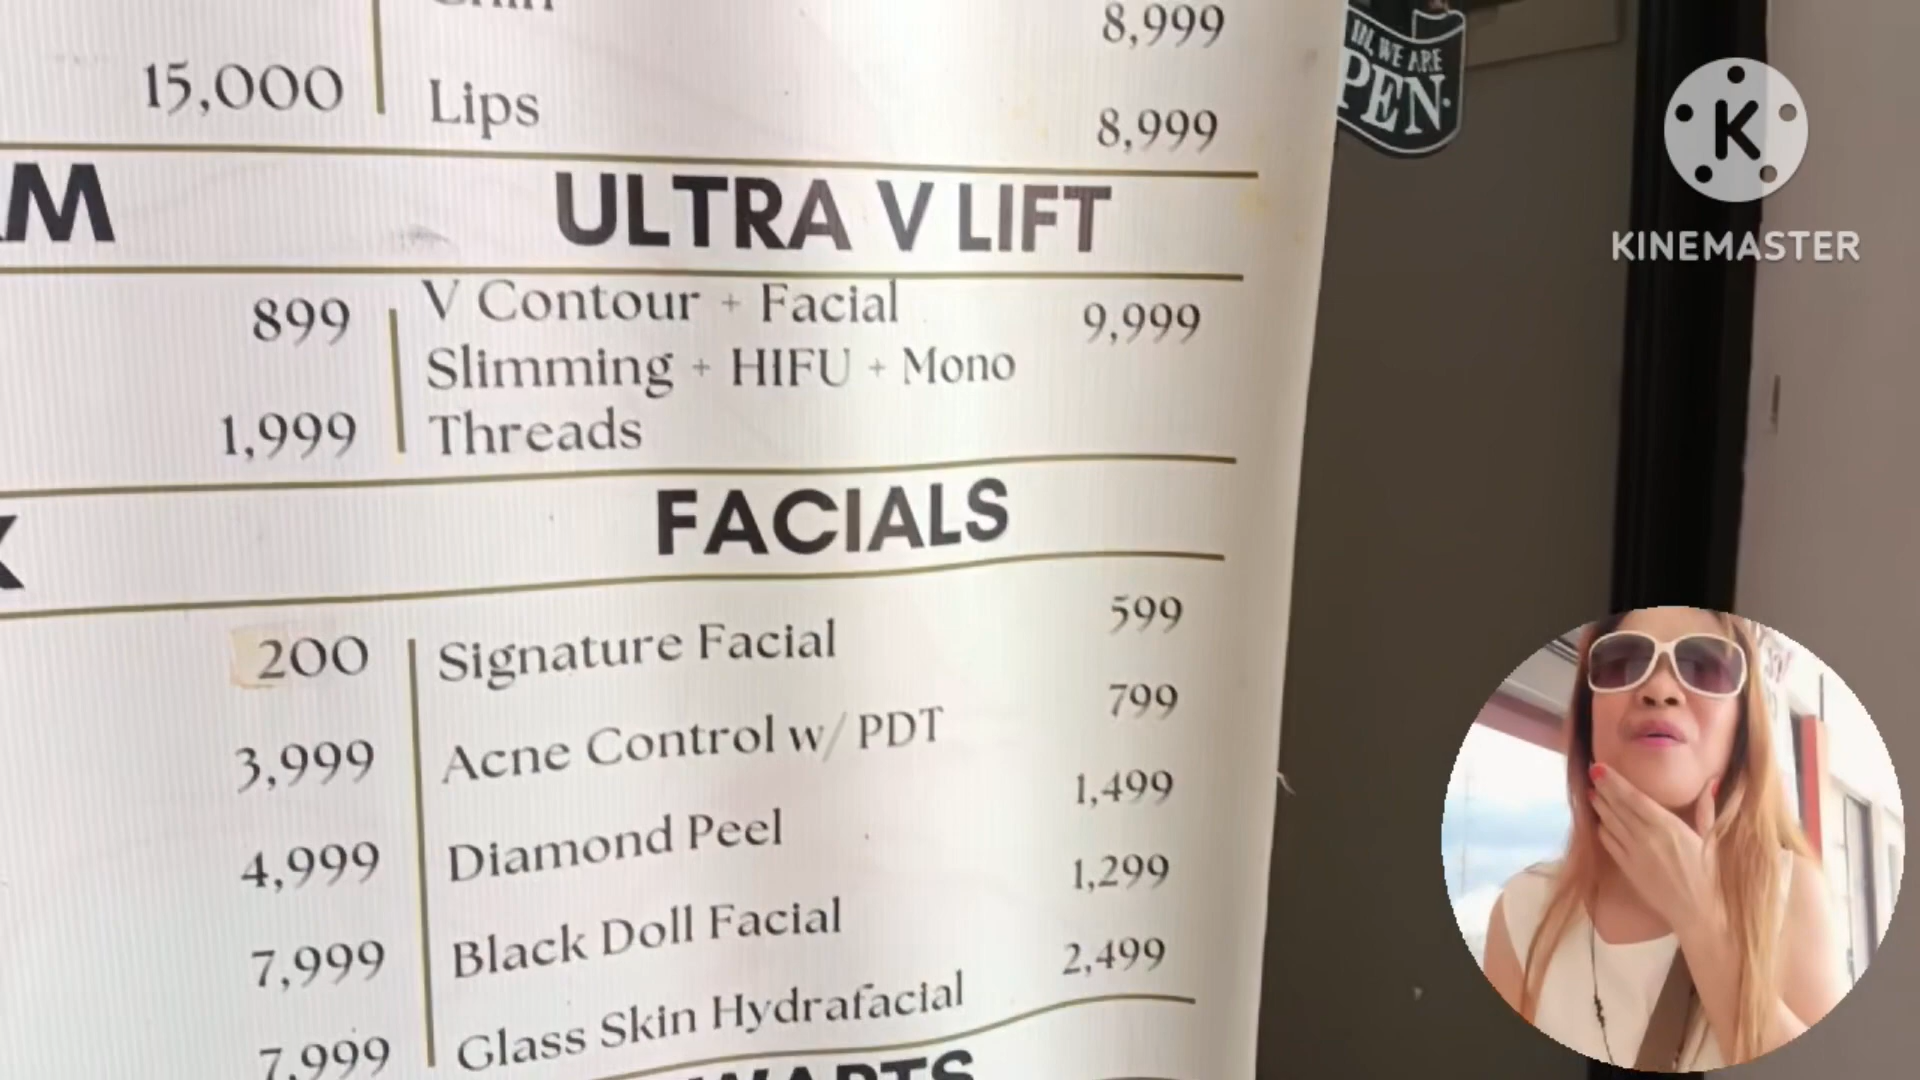 8,999
15,000 Lips 8,999
ULTRA V LIFT
899 V Contour + Facial 9,999
Slimming + HIFU + Mono
1,999 Threads
FACIALS
200 Signature Facial 599
3,999 Acne Control w/ PDT 799
4,999 Diamond Peel 1,499
7,999 Black Doll Facial 1,299
7,999 Glass Skin Hydrafacial 2,499
IN, WE ARE
PEN
K
KINEMASTER